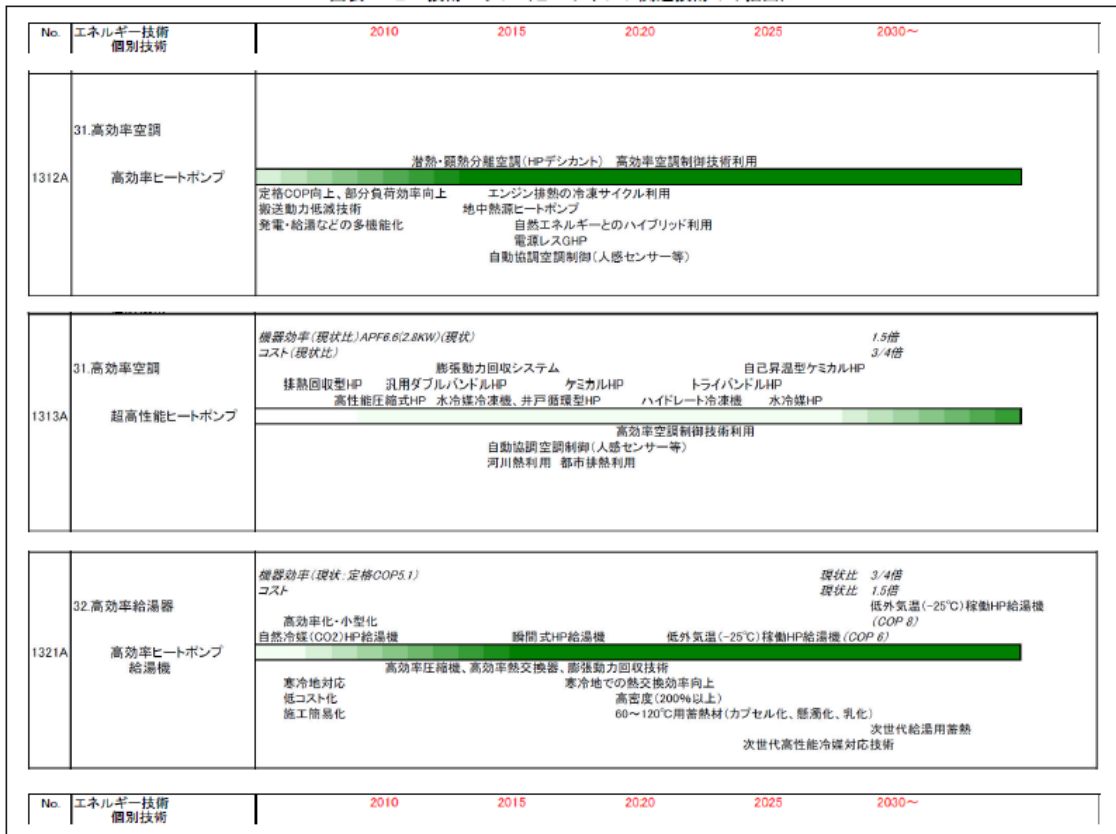 No. エネルギー技術 2010 2015 2020 2025 2030～
個別技術
31.高効率空調
潜熱・顕熱分離空調(HPデシカント) 高効率空調制御技術利用
1312A 高効率ヒートポンプ
定格COP向上、部分負荷効率向上 エンジン排熱の冷凍サイクル利用
搬送動力低減技術 地中熱源ヒートポンプ
発電・給湯などの多機能化 自然エネルギーとのハイブリッド利用
電源レスGHP
自動協調空調制御(人感センサー等)
機器効率(現状比)APF6.6(2.8KW)(現状) 1.5倍
コスト(現状比) 3/4倍
31.高効率空調 膨張動力回収システム 自己昇温型ケミカルHP
排熱回収型HP 汎用ダブルバンドルHP ケミカルHP トライバンドルHP
高性能圧縮式HP 水冷媒冷凍機、井戸循環型HP ハイドレート冷凍機 水冷媒HP
1313A 超高性能ヒートポンプ
高効率空調制御技術利用
自動協調空調制御(人感センサー等)
河川熱利用 都市排熱利用
機器効率(現状:定格COP5.1) 現状比 3/4倍
コスト 現状比 1.5倍
32.高効率給湯器 低外気温(-25℃)稼働HP給湯機
高効率化・小型化 (COP 8)
自然冷媒(CO2)HP給湯機 瞬間式HP給湯機 低外気温(-25℃)稼働HP給湯機(COP 6)
1321A 高効率ヒートポンプ
給湯機
高効率圧縮機、高効率熱交換器、膨張動力回収技術
寒冷地対応 寒冷地での熱交換効率向上
低コスト化 高密度(200%以上)
施工簡易化 60～120℃用蓄熱材(カプセル化、懸濁化、乳化)
次世代給湯用蓄熱
次世代高性能冷媒対応技術
No. エネルギー技術 2010 2015 2020 2025 2030～
個別技術